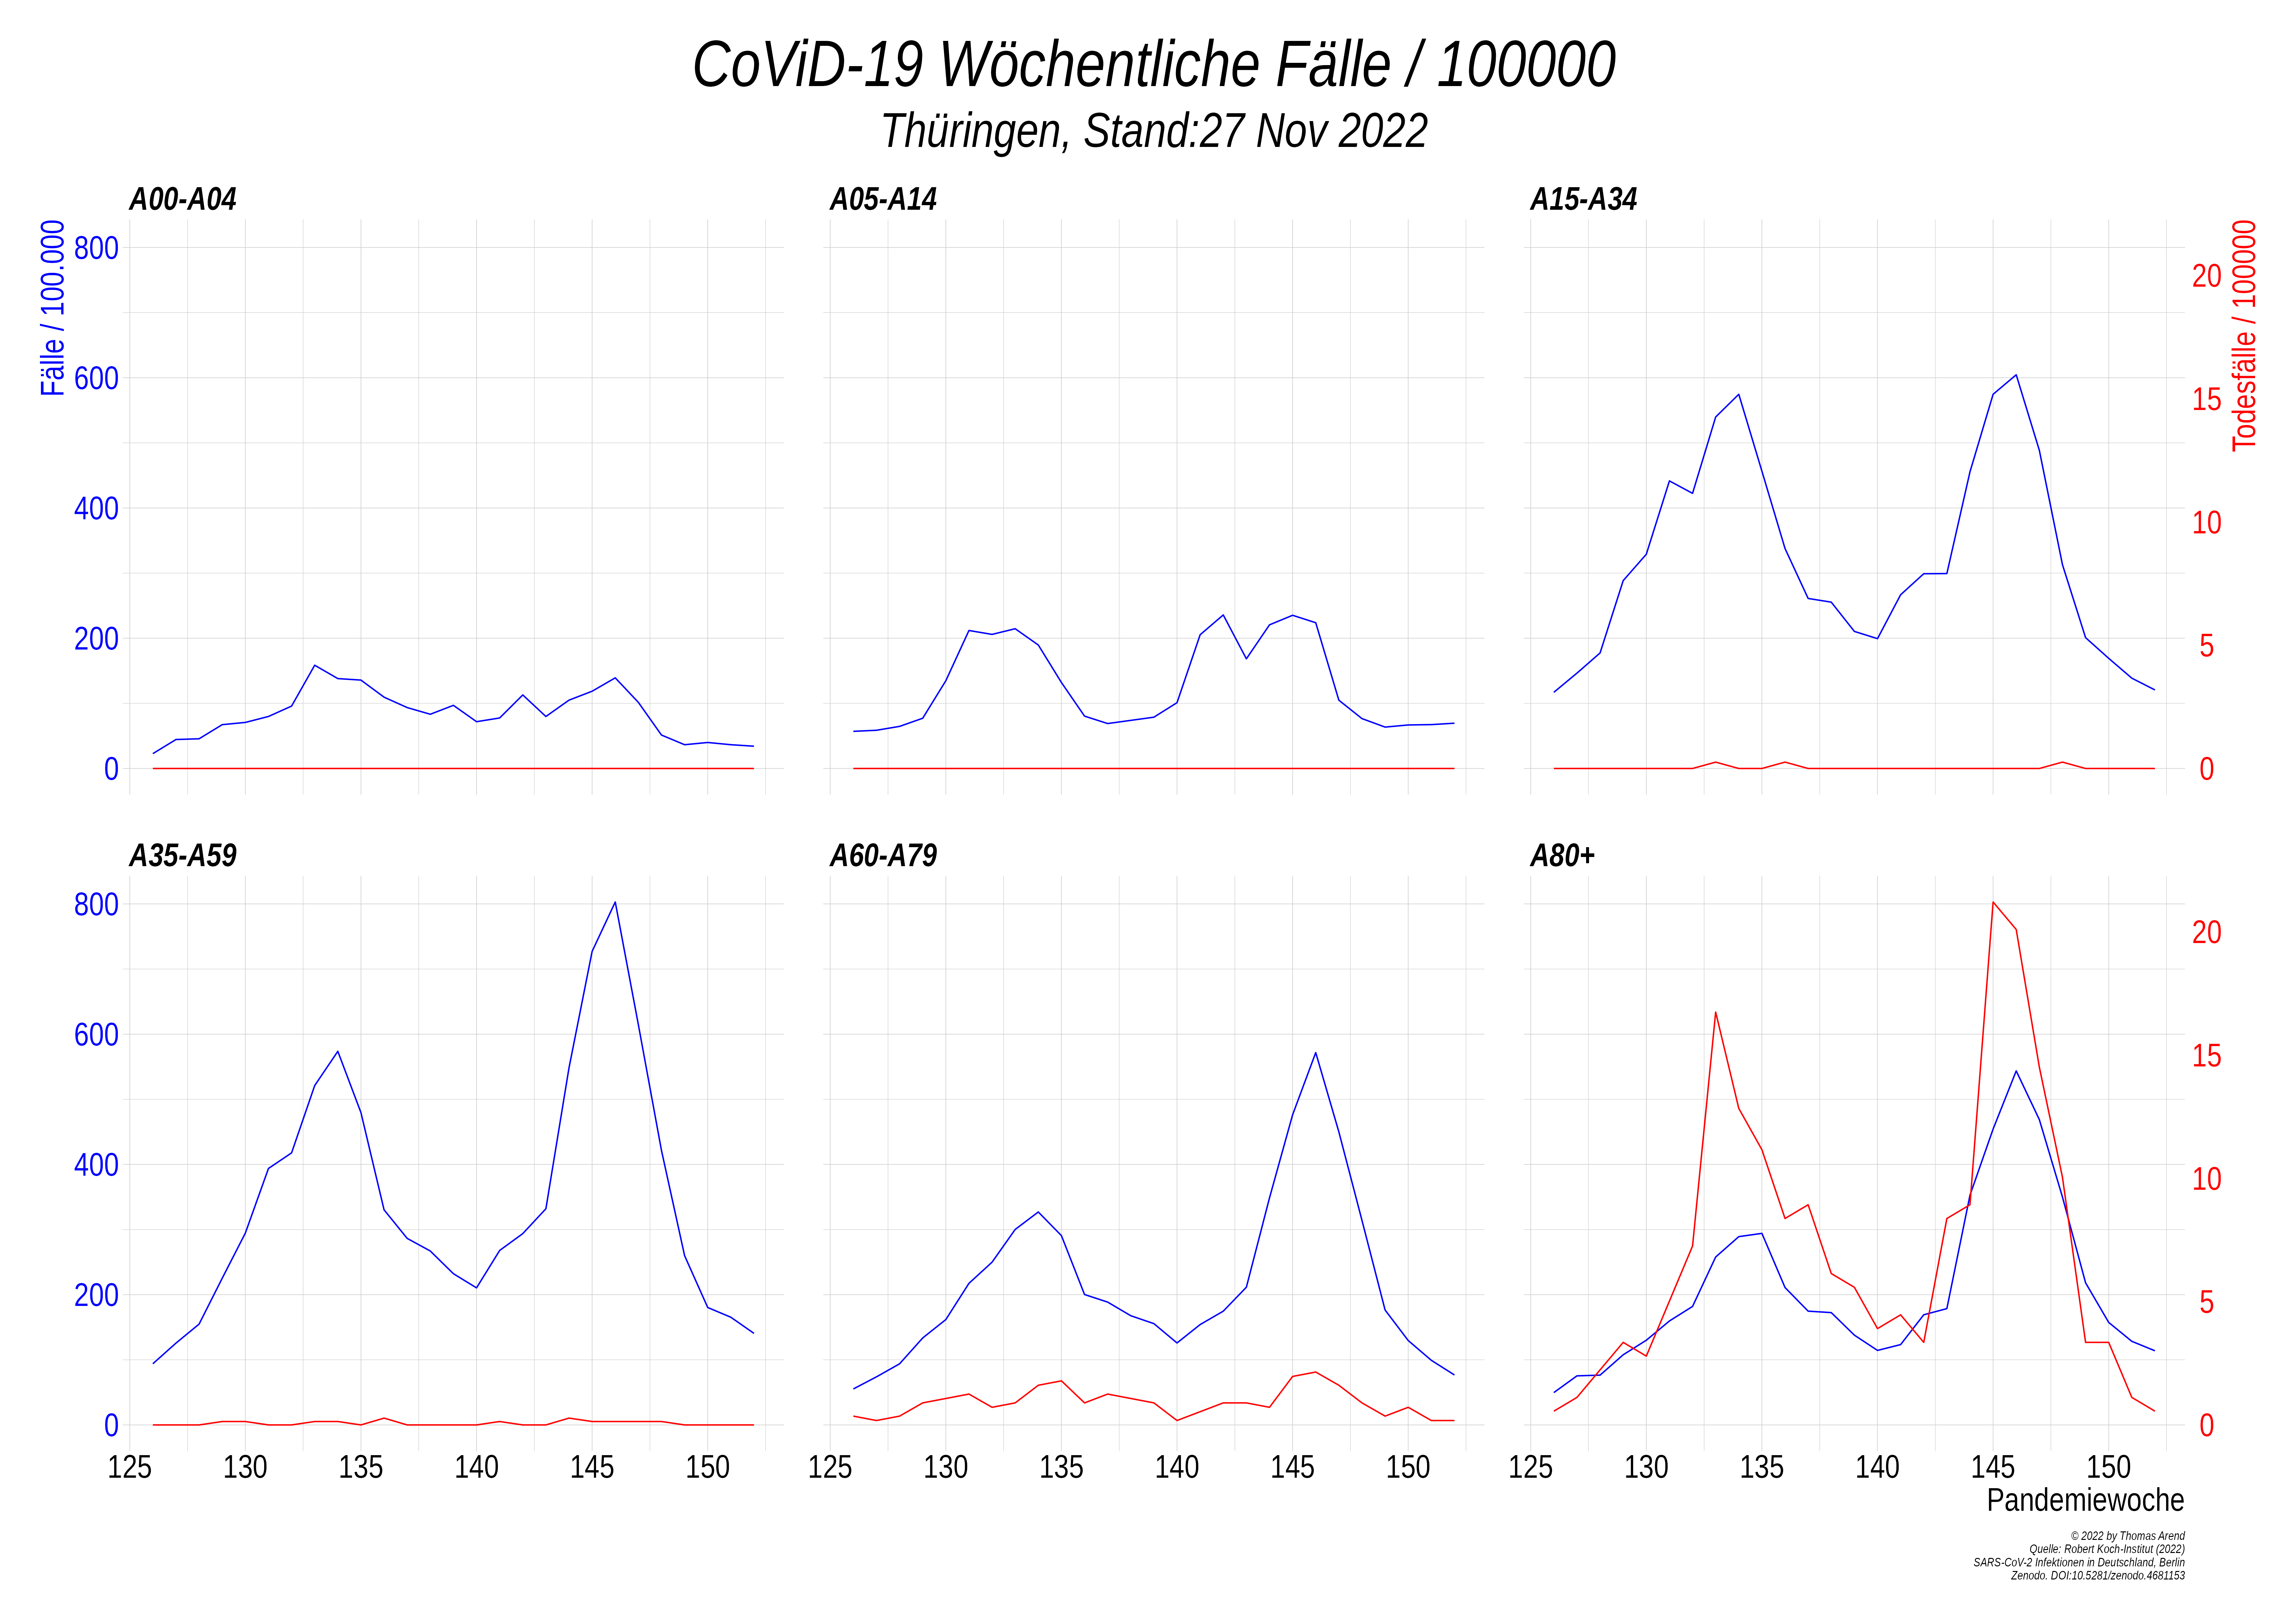 CoViD-19 Wöchentliche Fälle / 100000
Thüringen, Stand:27 Nov 2022
A00-A04
A05-A14
A15-A34
Fälle / 100.000
800
600
400
200
0
Todesfälle / 100000
20
15
10
5
0
A35-A59
A60-A79
A80+
800
600
400
200
0
20
15
10
5
0
125 130 135 140 145 150
125 130 135 140 145 150
125 130 135 140 145 150
Pandemiewoche
© 2022 by Thomas Arend
Quelle: Robert Koch-Institut (2022)
SARS-CoV-2 Infektionen in Deutschland, Berlin
Zenodo. DOI:10.5281/zenodo.4681153